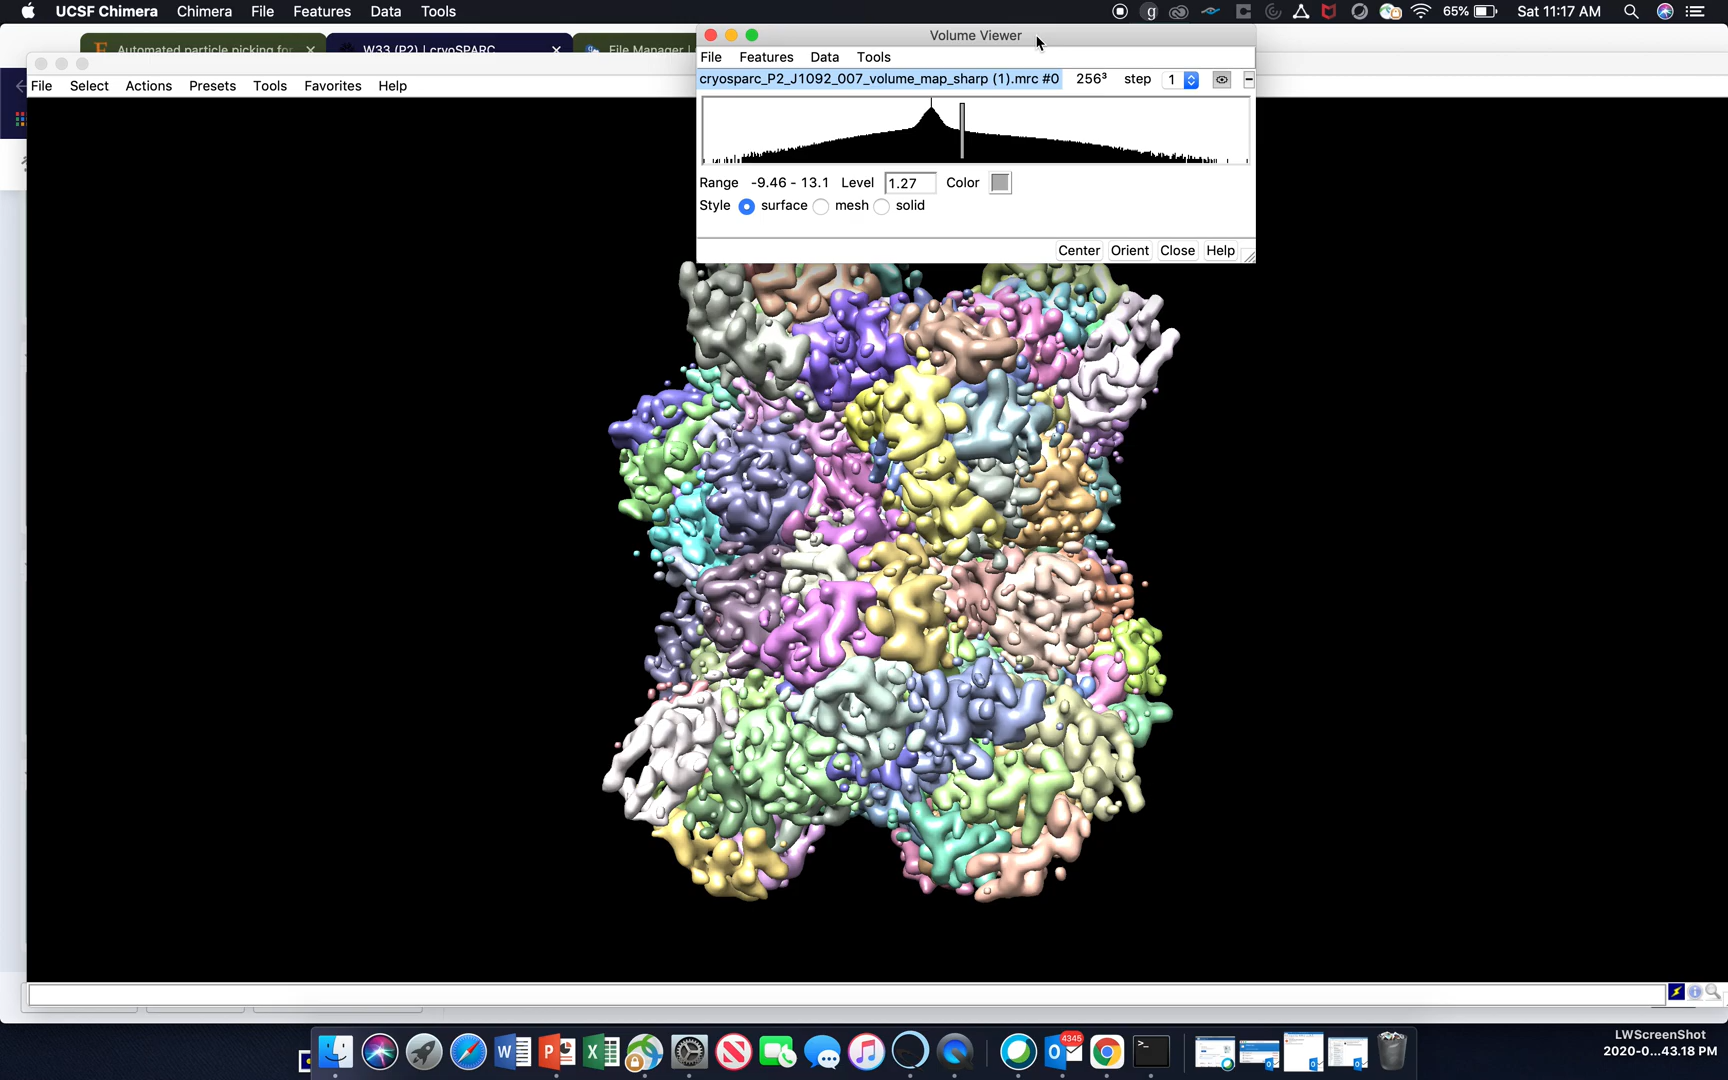 UCSF Chimera Chimera File Features Data Tools 65% Sat 11:17 AM
Automated particle picking for W33 (P2) | cryoSPARC File Manager |
Volume Viewer
File Features Data Tools
cryosparc_P2_J1092_007_volume_map_sharp (1).mrc #0 256³ step 1
File Select Actions Presets Tools Favorites Help
Range -9.46 - 13.1 Level 1.27 Color
Style surface mesh solid
Center Orient Close Help
4345
LWScreenShot
2020-0...43.18 PM